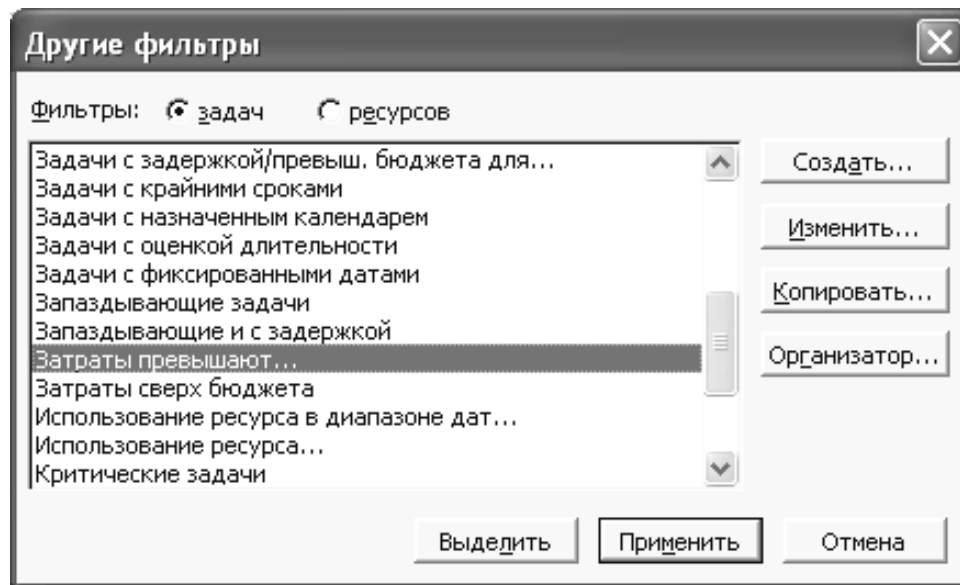 Другие фильтры
Фильтры: задач ресурсов
Задачи с задержкой/превыш. бюджета для...
Задачи с крайними сроками
Задачи с назначенным календарем
Задачи с оценкой длительности
Задачи с фиксированными датами
Запаздывающие задачи
Запаздывающие и с задержкой
Затраты превышают...
Затраты сверх бюджета
Использование ресурса в диапазоне дат...
Использование ресурса...
Критические задачи
Создать...
Изменить...
Копировать...
Организатор...
Выделить Применить Отмена